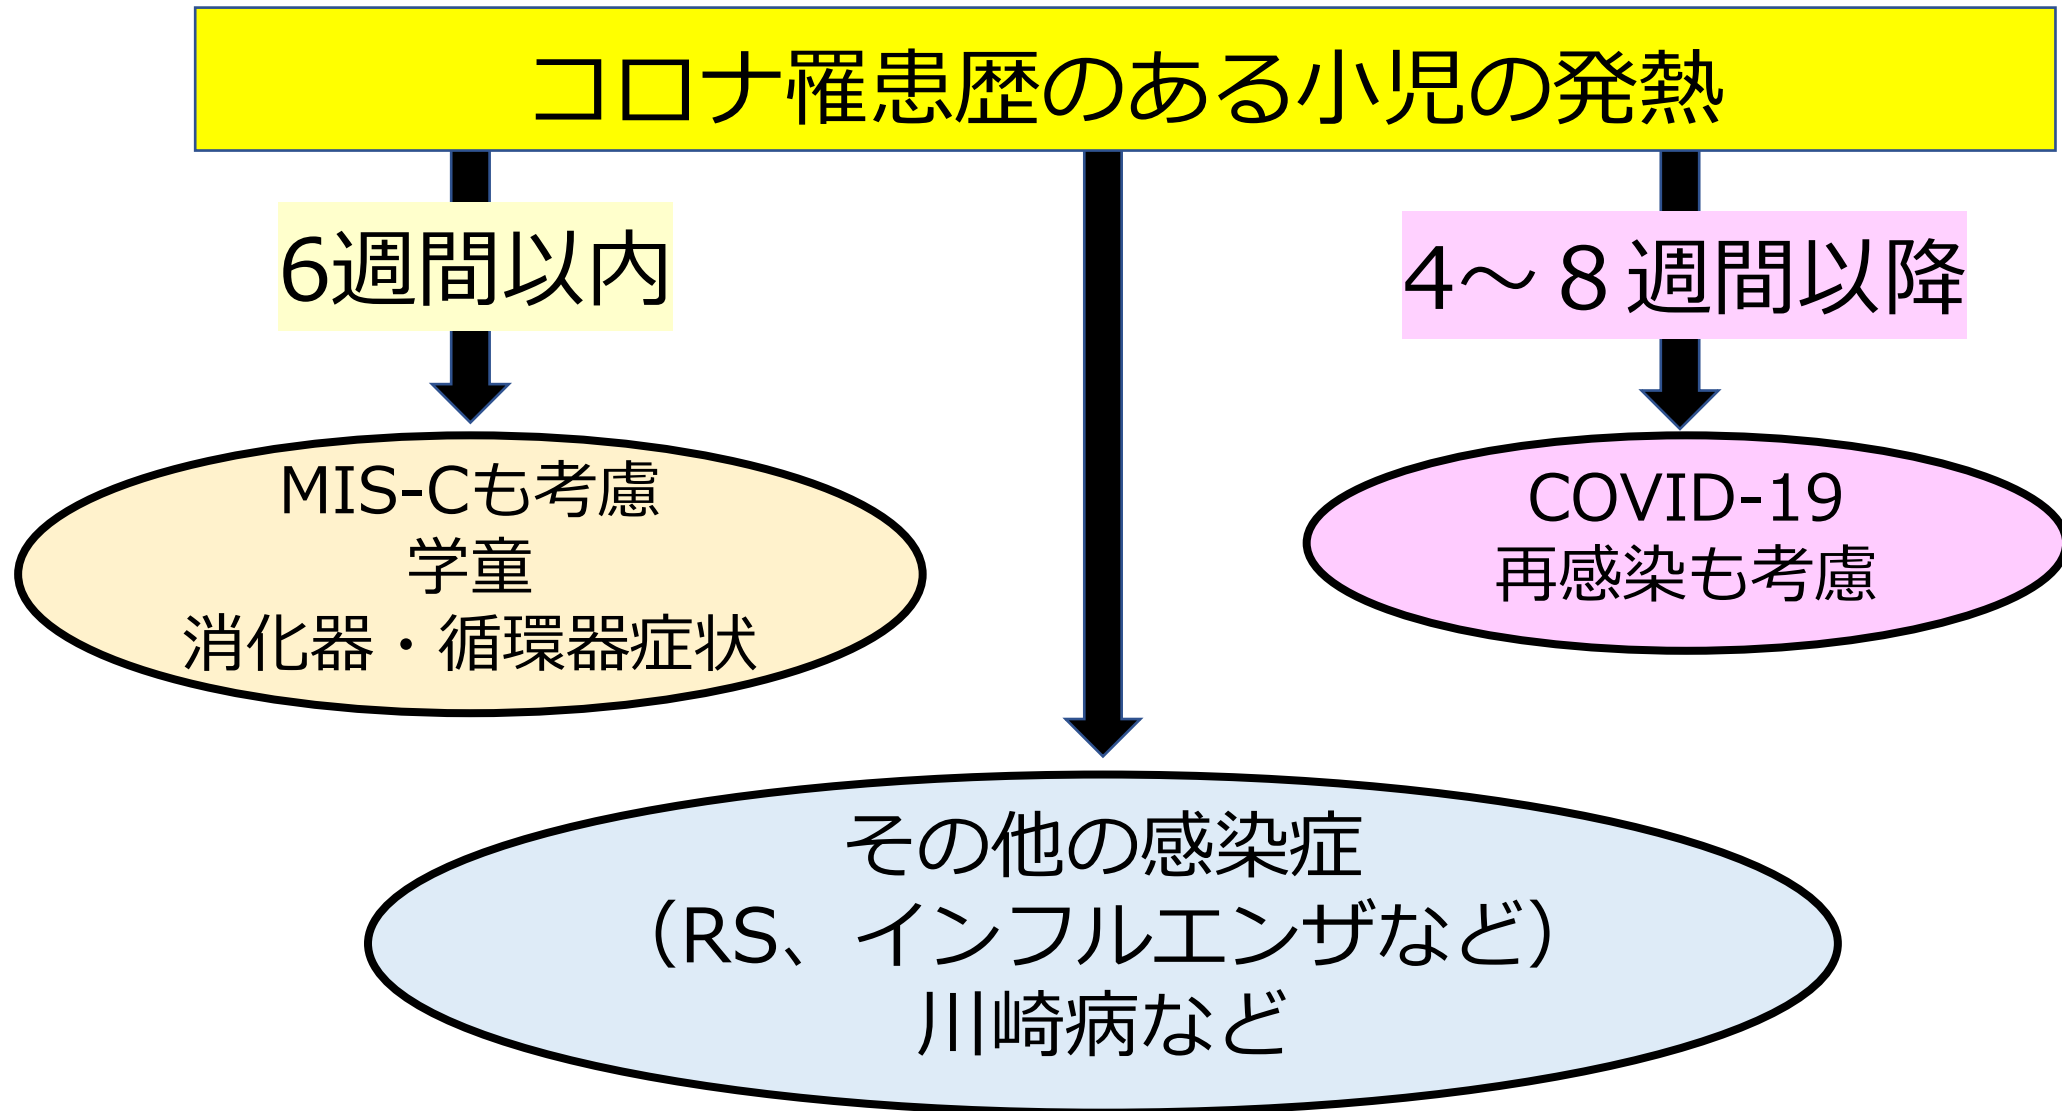 コロナ罹患歴のある小児の発熱
6週間以内
4～８週間以降
MIS-Cも考慮
学童
消化器・循環器症状
COVID-19
再感染も考慮
その他の感染症
（RS、インフルエンザなど）
川崎病など